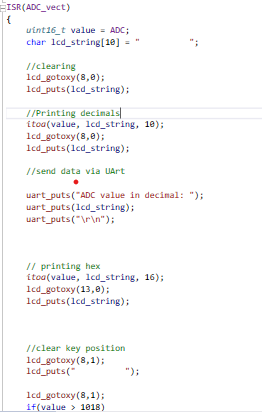 ISR(ADC_vect)
{
uint16_t value = ADC;
char lcd_string[10] = "          ";
//clearing
lcd_gotoxy(8,0);
lcd_puts(lcd_string);
//Printing decimals
itoa(value, lcd_string, 10);
lcd_gotoxy(8,0);
lcd_puts(lcd_string);
//send data via UArt
uart_puts("ADC value in decimal: ");
uart_puts(lcd_string);
uart_puts("\r\n");
// printing hex
itoa(value, lcd_string, 16);
lcd_gotoxy(13,0);
lcd_puts(lcd_string);
//clear key position
lcd_gotoxy(8,1);
lcd_puts("          ");
lcd_gotoxy(8,1);
if(value > 1018)